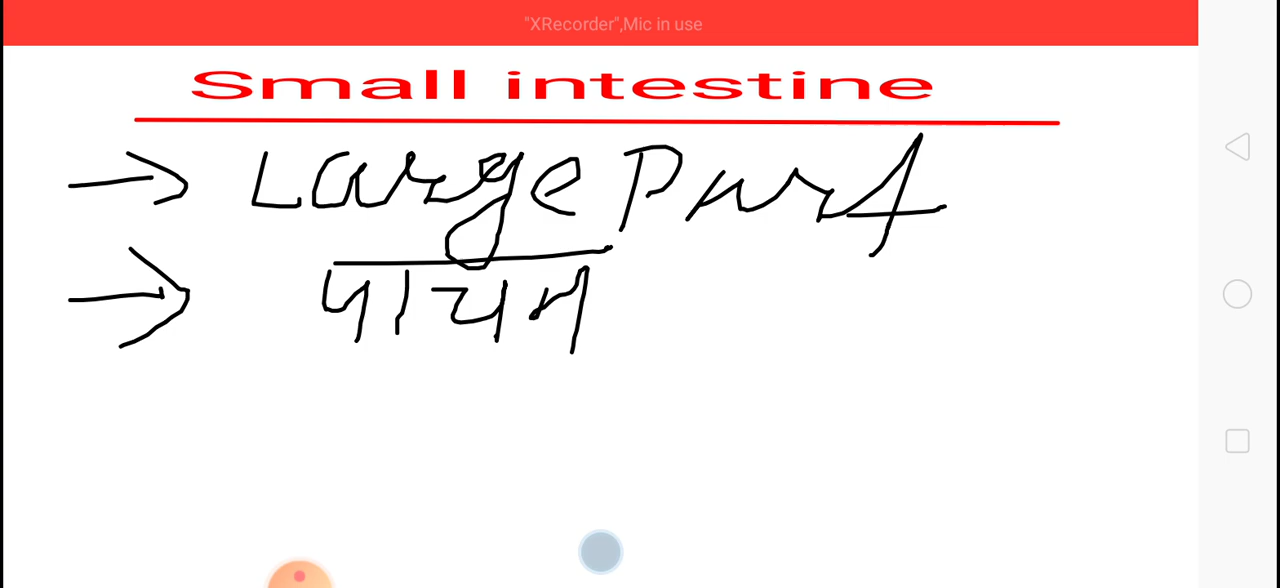 "XRecorder",Mic in use
Small intestine
→ Large Part
→ पाचन